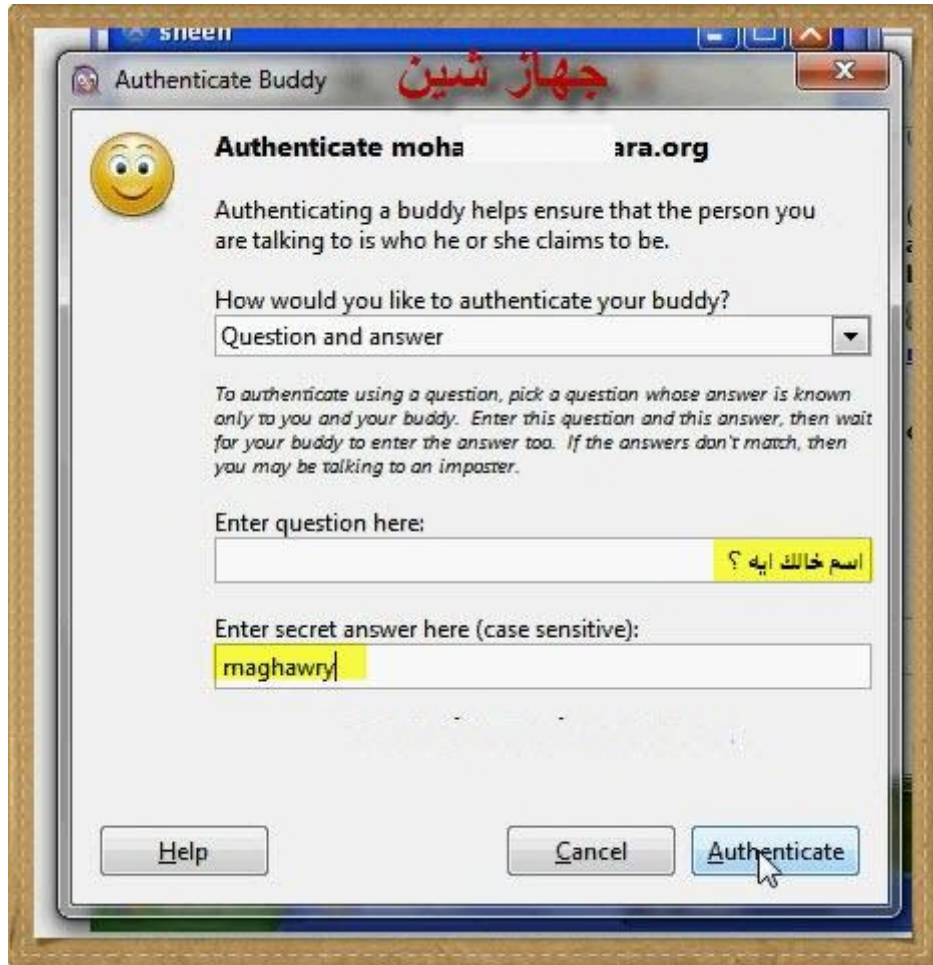 sheen
Authenticate Buddy
جهاز شين
Authenticate moha ara.org
Authenticating a buddy helps ensure that the person you
are talking to is who he or she claims to be.
How would you like to authenticate your buddy?
Question and answer
To authenticate using a question, pick a question whose answer is known
only to you and your buddy. Enter this question and this answer, then wait
for your buddy to enter the answer too. If the answers don't match, then
you may be talking to an imposter.
Enter question here:
اسم خالك ايه ؟
Enter secret answer here (case sensitive):
maghawry
Help
Cancel
Authenticate